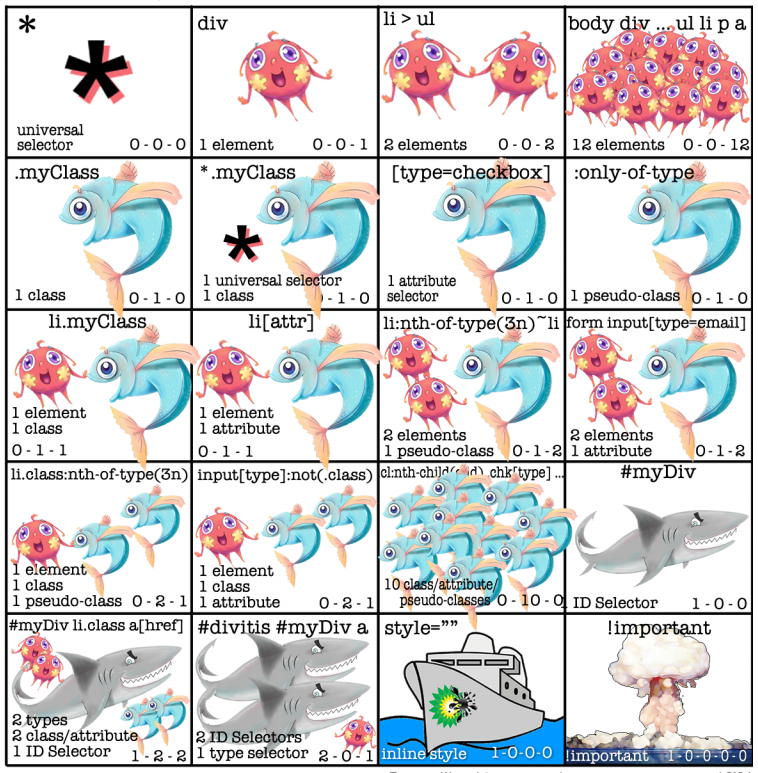 *
universal
selector
0-0-0
div
1 element 0-0-1
li > ul
2 elements 0-0-2
body div ... ul li p a
12 elements 0-0-12
.myClass
1 class 0-1-0
*.myClass
1 universal selector
1 class 0-1-0
[type=checkbox]
1 attribute
selector 0-1-0
:only-of-type
1 pseudo-class 0-1-0
li.myClass
1 element
1 class
0-1-1
li[attr]
1 element
1 attribute
0-1-1
li:nth-of-type(3n)~li
2 elements
1 pseudo-class 0-1-2
form input[type=email]
2 elements
1 attribute 0-1-2
li.class:nth-of-type(3n)
1 element
1 class
1 pseudo-class 0-2-1
input[type]:not(.class)
1 element
1 class
1 attribute 0-2-1
chk[type] ...
10 class/attribute/
pseudo-classes 0-10-0
#myDiv
1 ID Selector 1-0-0
#myDiv li.class a[href]
2 types
2 class/attribute
1 ID Selector 1-2-2
#divitis #myDiv a
2 ID Selectors
1 type selector 2-0-1
style=""
inline style 1-0-0-0
!important
!important 1-0-0-0-0